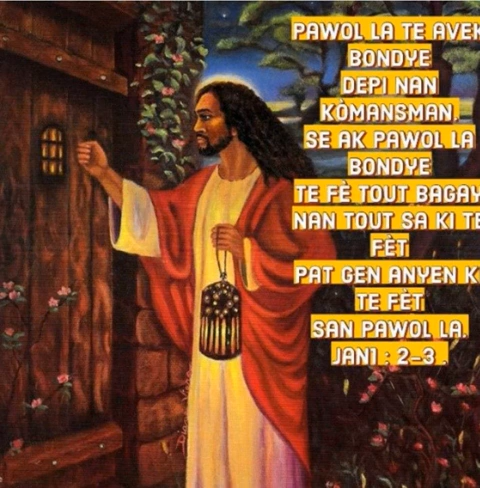 PAWOL LA TE AVEK
BONDYE
DEPI NAN
KÒMANSMAN.
SE AK PAWOL LA
BONDYE
TE FÈ TOUT BAGAY
NAN TOUT SA KI TE
FÈT
PAT GEN ANYEN K
TE FÈT
SAN PAWOL LA.
JAN1 : 2-3 .